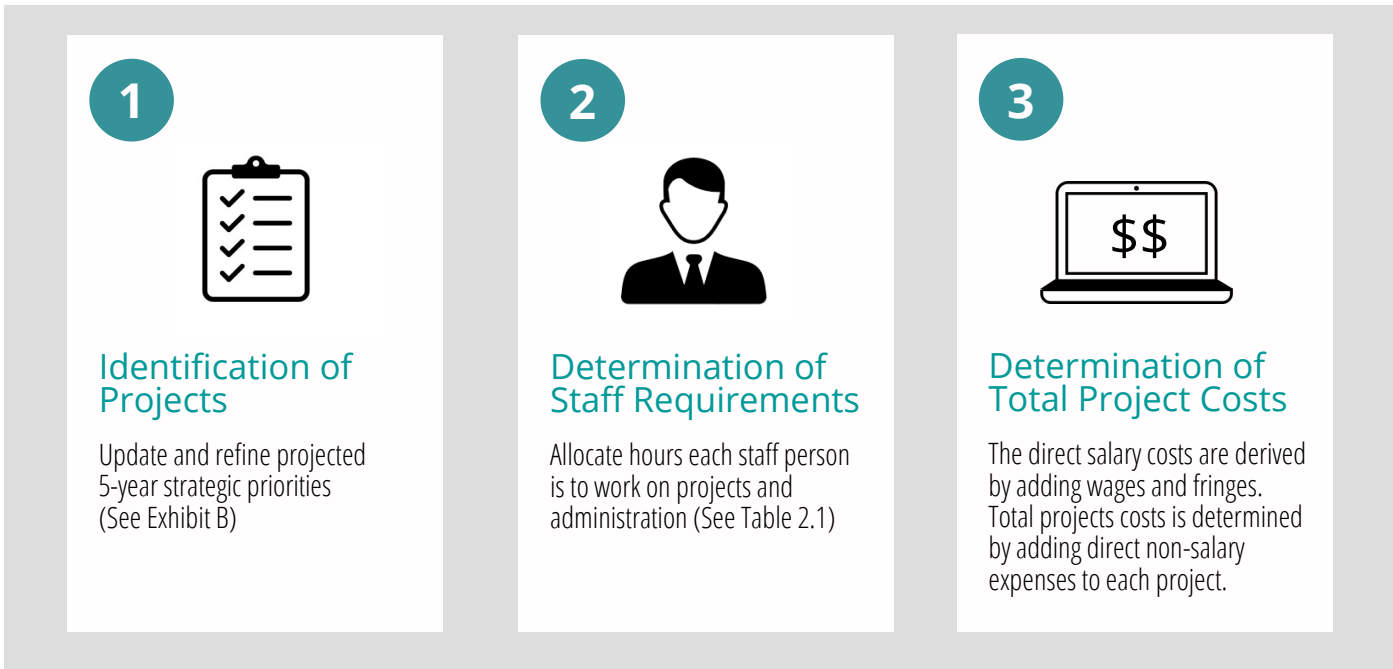 1
Identification of
Projects
Update and refine projected
5-year strategic priorities
(See Exhibit B)
2
Determination of
Staff Requirements
Allocate hours each staff person
is to work on projects and
administration (See Table 2.1)
3
$$
Determination of
Total Project Costs
The direct salary costs are derived
by adding wages and fringes.
Total projects costs is determined
by adding direct non-salary
expenses to each project.